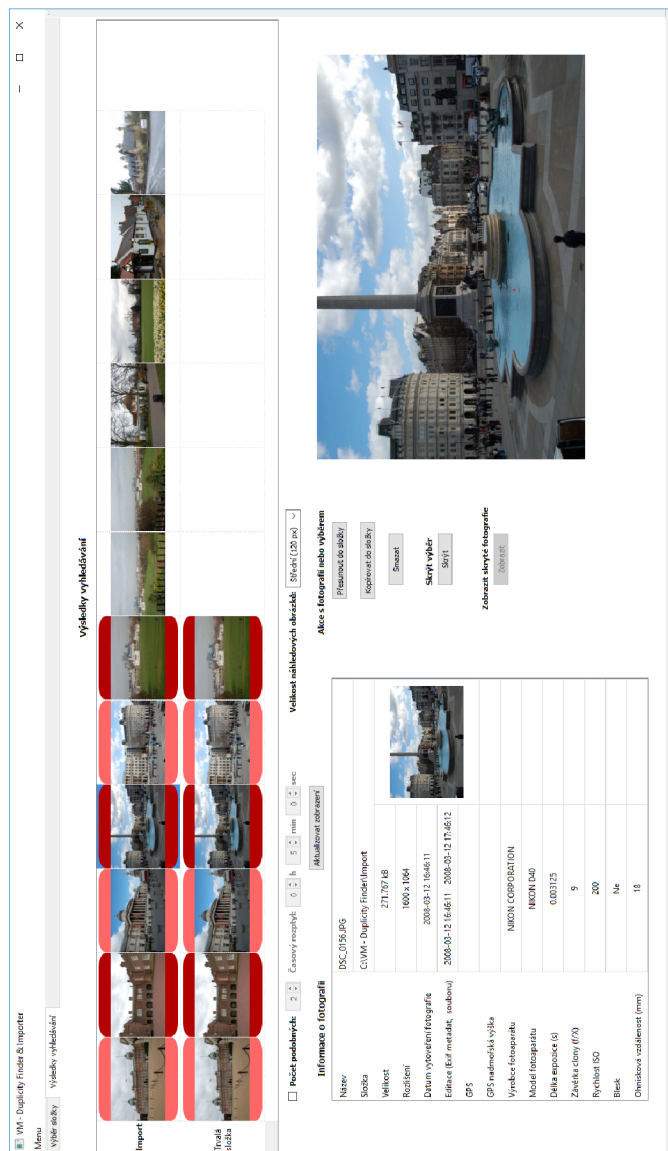 VM - Duplicity Finder & Importer
Menu
výběr složky
Výsledky vyhledávání
Výsledky vyhledávání
Import
Trvalá
složka
Počet podobných: 2
Časový rozptyl: 0 h 5 min 0 sec
Velikost náhledových obrázků: Střední (120 px)
Aktualizovat zobrazení
Informace o fotografii
Název DSC_0156.JPG
Složka C:\VM - Duplicity Finder\Import
Velikost 271.767 kB
Rozlišení 1600 x 1064
Datum vytoveření fotografie 2008-03-12 16:46:11
Editace (Exif metadat, souboru) 2008-03-12 16:46:11 2008-03-12 17:46:12
GPS
GPS nadmořská výška
Výrobce fotoaparátu NIKON CORPORATION
Model fotoaparátu NIKON D40
Délka expozice (s) 0.003125
Závěrka clony (f/X) 9
Rychlost ISO 200
Blesk Ne
Ohnisková vzdálenost (mm) 18
Akce s fotografií nebo výběrem
Přesunout do složky
Kopírovat do složky
Smazat
Skrýt výběr
Skrýt
Zobrazit skryté fotografie
Zobrazit